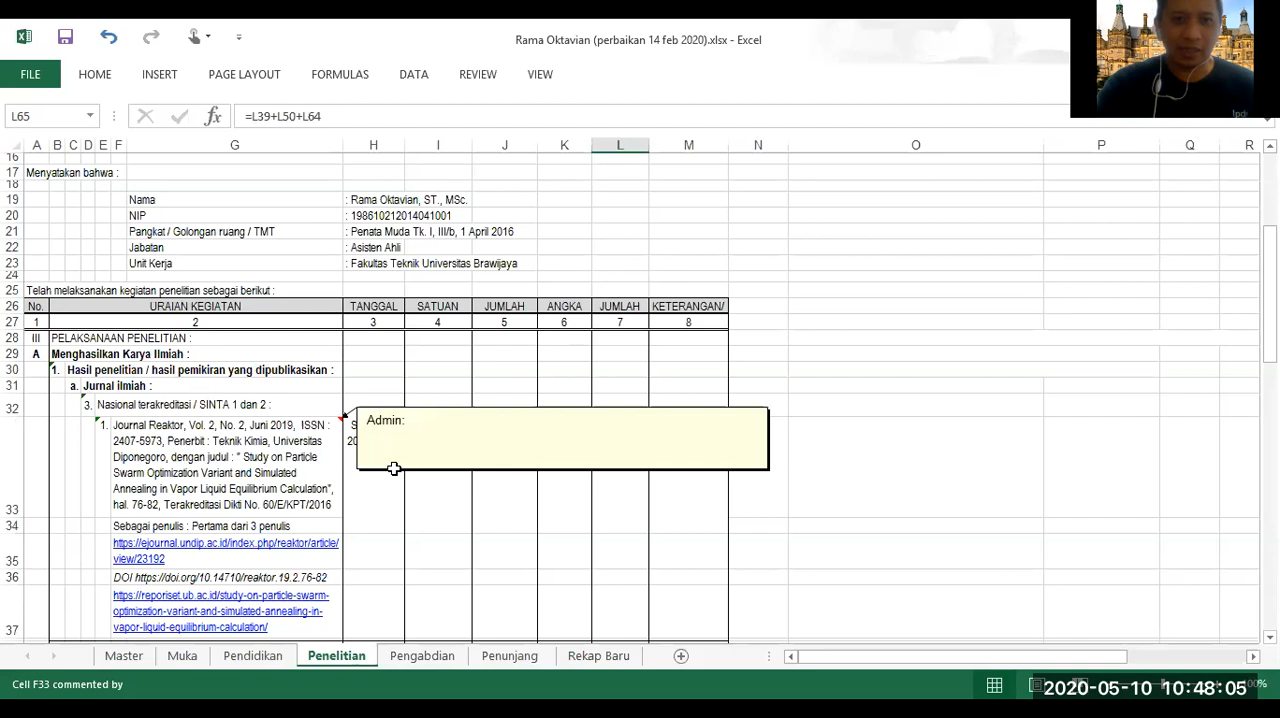 Rama Oktavian (perbaikan 14 feb 2020).xlsx - Excel
FILE HOME INSERT PAGE LAYOUT FORMULAS DATA REVIEW VIEW
L65 fx =L39+L50+L64
A B C D E F G H I J K L M N O P Q R
16
17 Menyatakan bahwa :
18
19 Nama : Rama Oktavian, ST., MSc.
20 NIP : 198610212014041001
21 Pangkat / Golongan ruang / TMT : Penata Muda Tk. I, III/b, 1 April 2016
22 Jabatan : Asisten Ahli
23 Unit Kerja : Fakultas Teknik Universitas Brawijaya
24
25 Telah melaksanakan kegiatan penelitian sebagai berikut :
26 No. URAIAN KEGIATAN TANGGAL SATUAN JUMLAH ANGKA JUMLAH KETERANGAN/
27 1 2 3 4 5 6 7 8
28 III PELAKSANAAN PENELITIAN :
29 A Menghasilkan Karya Ilmiah :
30 1. Hasil penelitian / hasil pemikiran yang dipublikasikan :
31 a. Jurnal ilmiah :
32 3. Nasional terakreditasi / SINTA 1 dan 2 :
Admin:
1. Journal Reaktor, Vol. 2, No. 2, Juni 2019, ISSN : S
2407-5973, Penerbit : Teknik Kimia, Universitas 20
Diponegoro, dengan judul : " Study on Particle
Swarm Optimization Variant and Simulated
Annealing in Vapor Liquid Equilibrium Calculation",
33 hal. 76-82, Terakreditasi Dikti No. 60/E/KPT/2016
34 Sebagai penulis : Pertama dari 3 penulis
https://ejournal.undip.ac.id/index.php/reaktor/article/
35 view/23192
36 DOI https://doi.org/10.14710/reaktor.19.2.76-82
https://reporiset.ub.ac.id/study-on-particle-swarm-
optimization-variant-and-simulated-annealing-in-
37 vapor-liquid-equilibrium-calculation/
Master Muka Pendidikan Penelitian Pengabdian Penunjang Rekap Baru
Cell F33 commented by
2020-05-10 10:48:05